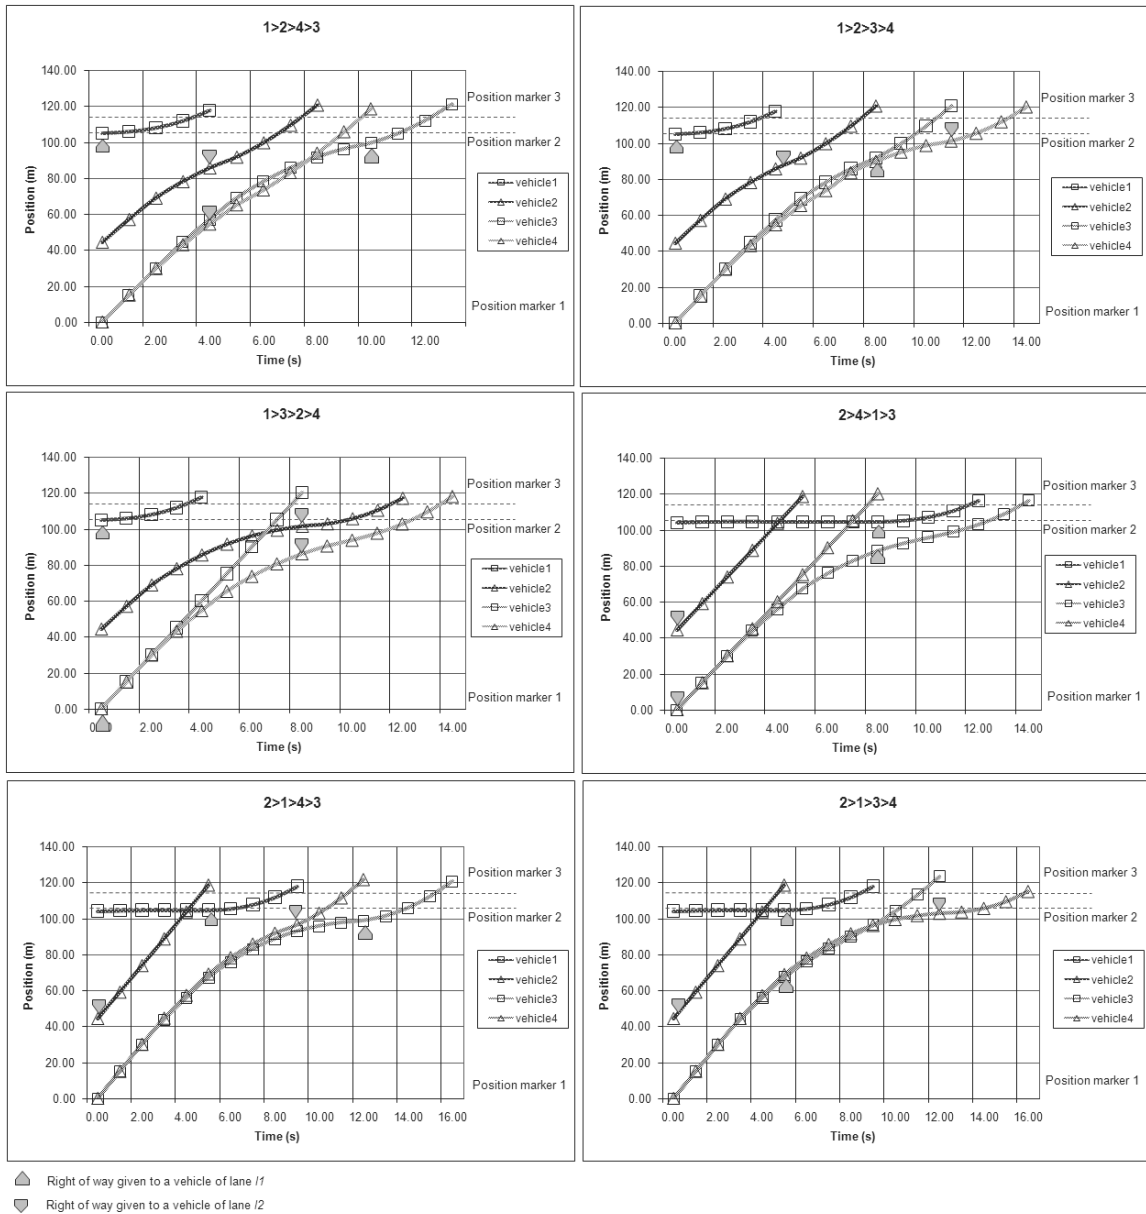 1>2>4>3
140.00
120.00
100.00
80.00
60.00
40.00
20.00
0.00
Position (m)
0.00 2.00 4.00 6.00 8.00 10.00 12.00
Time (s)
Position marker 3
Position marker 2
Position marker 1
vehicle1
vehicle2
vehicle3
vehicle4
1>2>3>4
140.00
120.00
100.00
80.00
60.00
40.00
20.00
0.00
Position (m)
0.00 2.00 4.00 6.00 8.00 10.00 12.00 14.00
Time (s)
Position marker 3
Position marker 2
Position marker 1
vehicle1
vehicle2
vehicle3
vehicle4
1>3>2>4
140.00
120.00
100.00
80.00
60.00
40.00
20.00
0.00
Position (m)
0.00 2.00 4.00 6.00 8.00 10.00 12.00 14.00
Time (s)
Position marker 3
Position marker 2
Position marker 1
vehicle1
vehicle2
vehicle3
vehicle4
2>4>1>3
140.00
120.00
100.00
80.00
60.00
40.00
20.00
0.00
Position (m)
0.00 2.00 4.00 6.00 8.00 10.00 12.00 14.00
Time (s)
Position marker 3
Position marker 2
Position marker 1
vehicle1
vehicle2
vehicle3
vehicle4
2>1>4>3
140.00
120.00
100.00
80.00
60.00
40.00
20.00
0.00
Position (m)
0.00 2.00 4.00 6.00 8.00 10.00 12.00 14.00 16.00
Time (s)
Position marker 3
Position marker 2
Position marker 1
vehicle1
vehicle2
vehicle3
vehicle4
2>1>3>4
140.00
120.00
100.00
80.00
60.00
40.00
20.00
0.00
Position (m)
0.00 2.00 4.00 6.00 8.00 10.00 12.00 14.00 16.00
Time (s)
Position marker 3
Position marker 2
Position marker 1
vehicle1
vehicle2
vehicle3
vehicle4
Right of way given to a vehicle of lane l1
Right of way given to a vehicle of lane l2